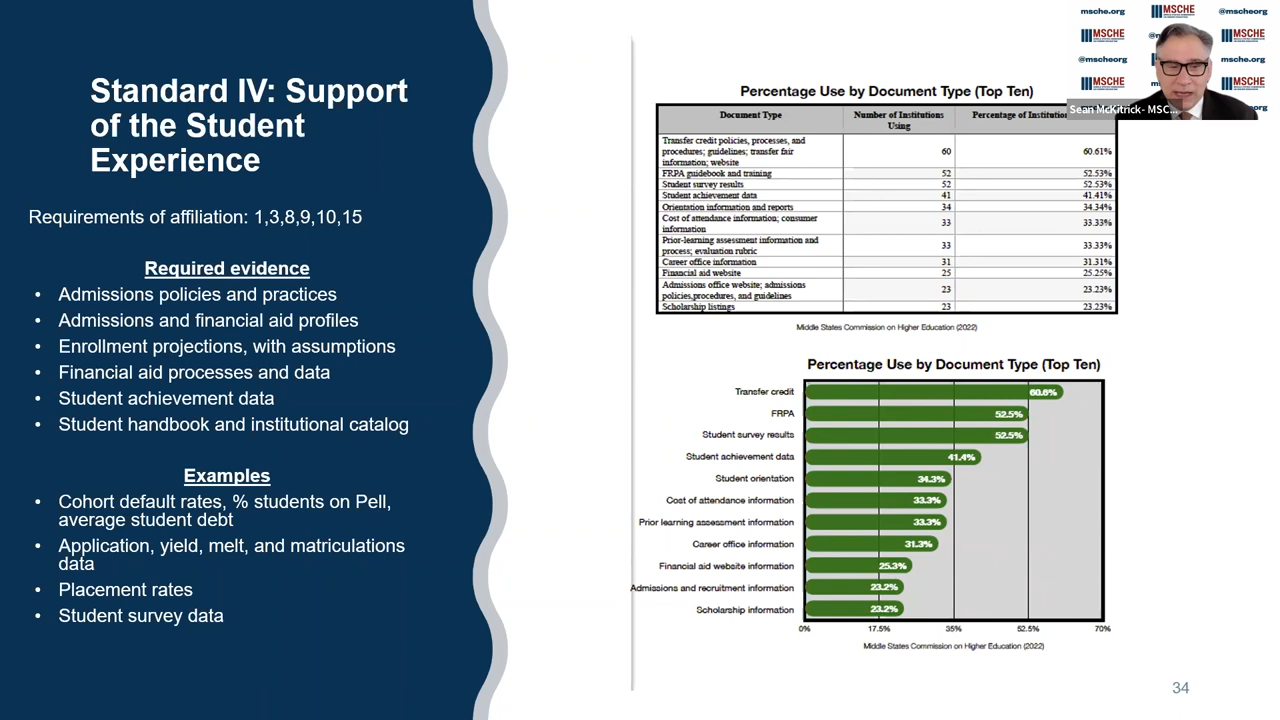 Standard IV: Support
of the Student
Experience
Requirements of affiliation: 1,3,8,9,10,15
Required evidence
• Admissions policies and practices
• Admissions and financial aid profiles
• Enrollment projections, with assumptions
• Financial aid processes and data
• Student achievement data
• Student handbook and institutional catalog
Examples
• Cohort default rates, % students on Pell,
average student debt
• Application, yield, melt, and matriculations
data
• Placement rates
• Student survey data
Percentage Use by Document Type (Top Ten)
Document Type Number of Institutions Percentage of
Using
Transfer credit policies, processes, and
procedures; guidelines; transfer fair 60 60.61%
information; website
FRPA guidebook and training 52 52.53%
Student survey results 52 52.53%
Student achievement data 41 41.41%
Orientation information and reports 34 34.34%
Cost of attendance information; consumer
information 33 33.33%
Prior-learning assessment information and
process; evaluation rubric 33 33.33%
Career office information 31 31.31%
Financial aid website 25 25.25%
Admissions office website; admissions
policies,procedures, and guidelines 23 23.23%
Scholarship listings 23 23.23%
Middle States Commission on Higher Education (2022)
Percentage Use by Document Type (Top Ten)
Transfer credit 60.6%
FRPA 52.5%
Student survey results 52.5%
Student achievement data 41.4%
Student orientation 34.3%
Cost of attendance information 33.3%
Prior learning assessment information 33.3%
Career office information 31.3%
Financial aid website information 25.3%
Admissions and recruitment information 23.2%
Scholarship information 23.2%
0% 17.5% 35% 52.5% 70%
Middle States Commission on Higher Education (2022)
34
msche.org MSCHE @mscheorg
MSCHE MSCHE
@mscheorg msche.org
MSCHE MSCHE
Sean McKitrick- MSC...